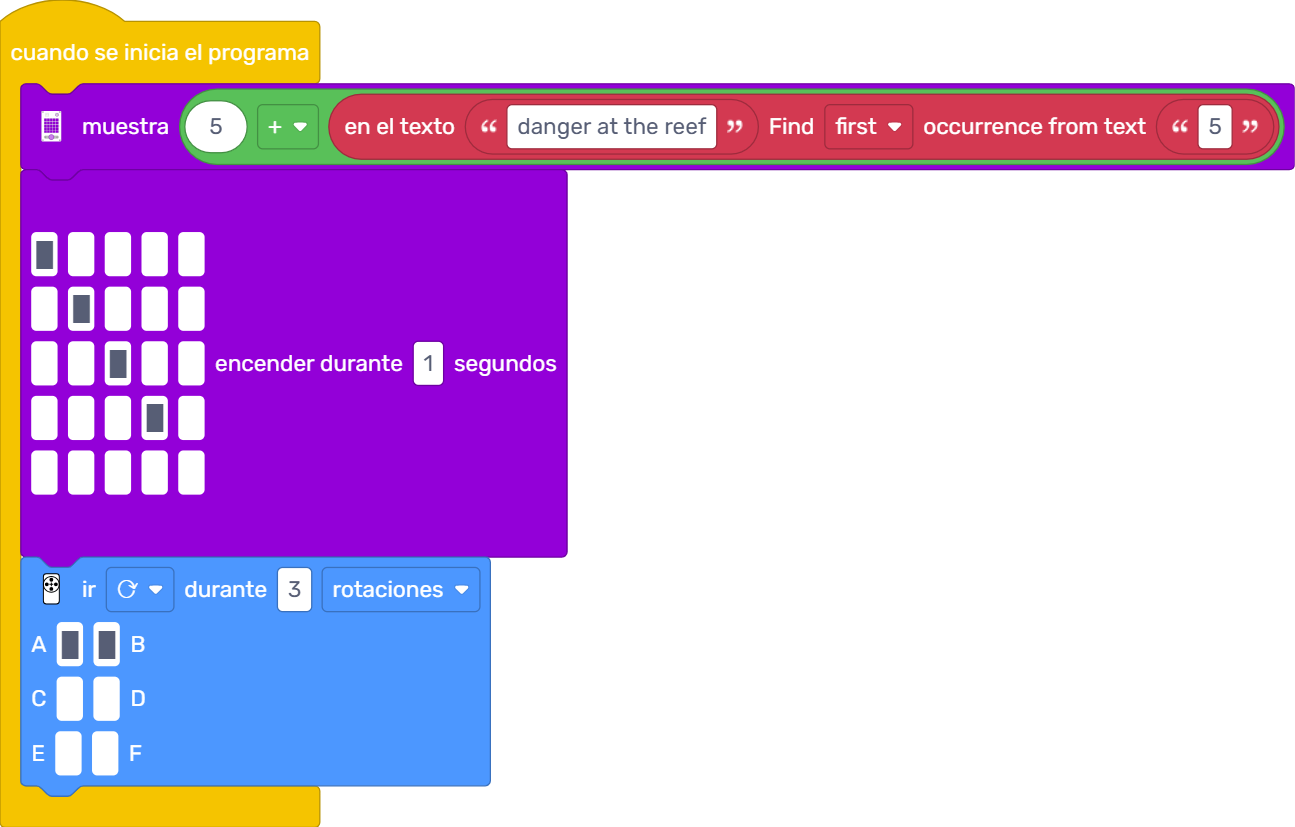 cuando se inicia el programa
muestra 5 + en el texto “ danger at the reef ” Find first occurrence from text “ 5 ”
encender durante 1 segundos
ir durante 3 rotaciones
A B
C D
E F